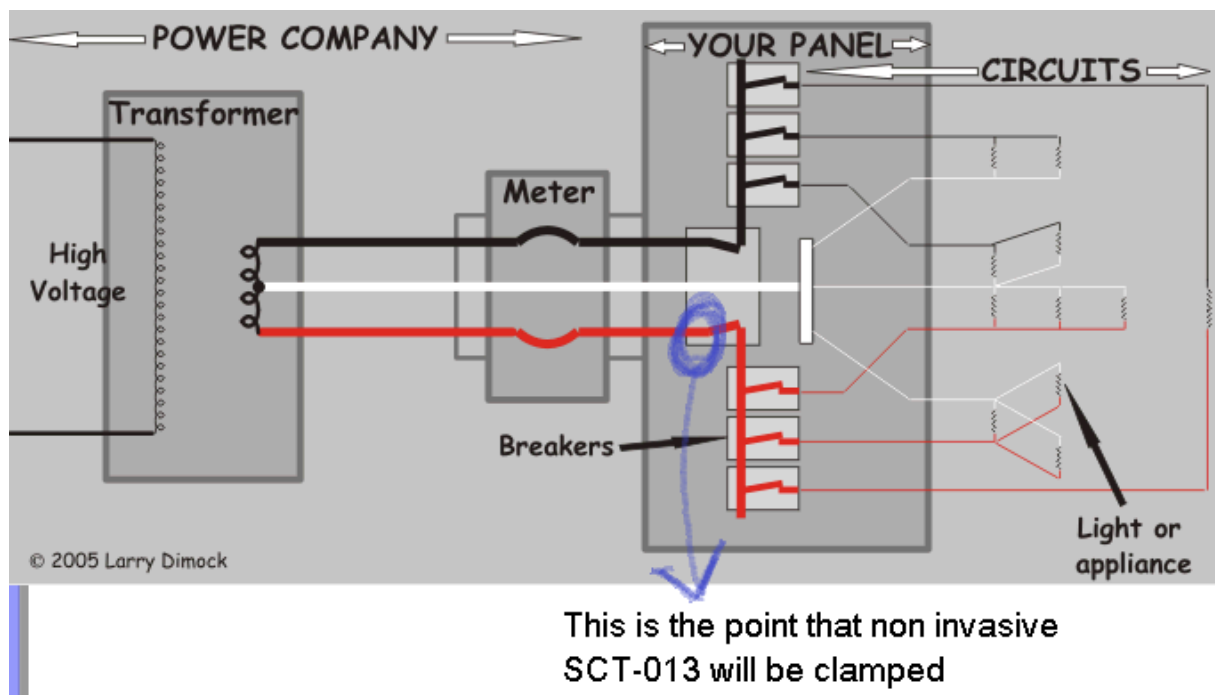 POWER COMPANY
YOUR PANEL
CIRCUITS
Transformer
Meter
High
Voltage
Breakers
Light or
appliance
© 2005 Larry Dimock
This is the point that non invasive
SCT-013 will be clamped